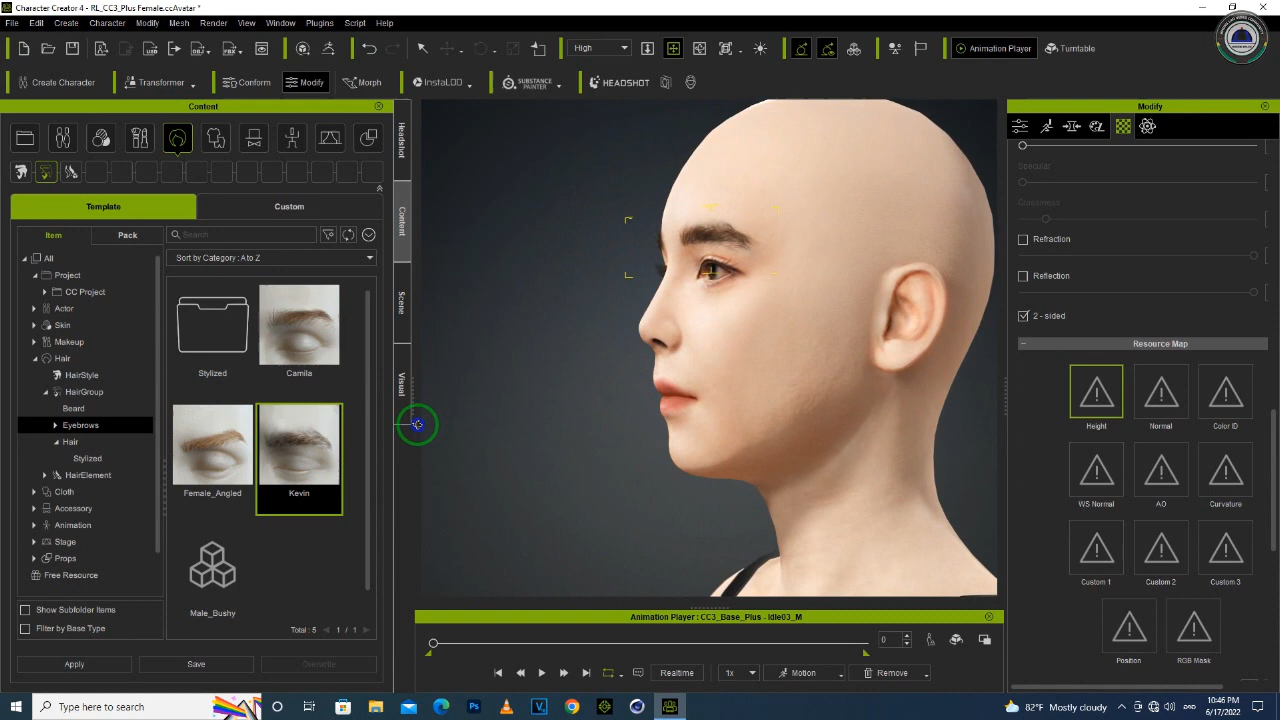 Character Creator 4 - RL_CC3_Plus Female.ccAvatar *
File Edit Create Character Modify Mesh Render Windows Plugins Script Help
High Animation Player Turntable
Create Character Transformer Conform Modify Morph InstaLOD SUBSTANCE PAINTER HEADSHOT
Content
Template Custom
Item Pack Search
Sort by Category : A to Z
All
Project
CC Project
Actor
Skin
Makeup
Hair
HairStyle
HairGroup
Beard
Eyebrows
Hair
Stylized
HairElement
Cloth
Accessory
Animation
Stage
Props
Free Resource
Stylized Camila
Female_Angled Kevin
Male_Bushy
Show Subfolder Items
Filter by Base Type Total : 5 1 / 1
Apply Save Overwrite
Headshot
Content
Scene
Visual
Animation Player : CC3_Base_Plus - Idle03_M
0
Realtime 1x Motion Remove
Modify
Specular
Glossiness
Refraction
Reflection
2 - sided
Resource Map
Height Normal Color ID
WS Normal AO Curvature
Custom 1 Custom 2 Custom 3
Position RGB Mask
Type here to search
Ps
V
82°F Mostly cloudy
10:46 PM
6/17/2022